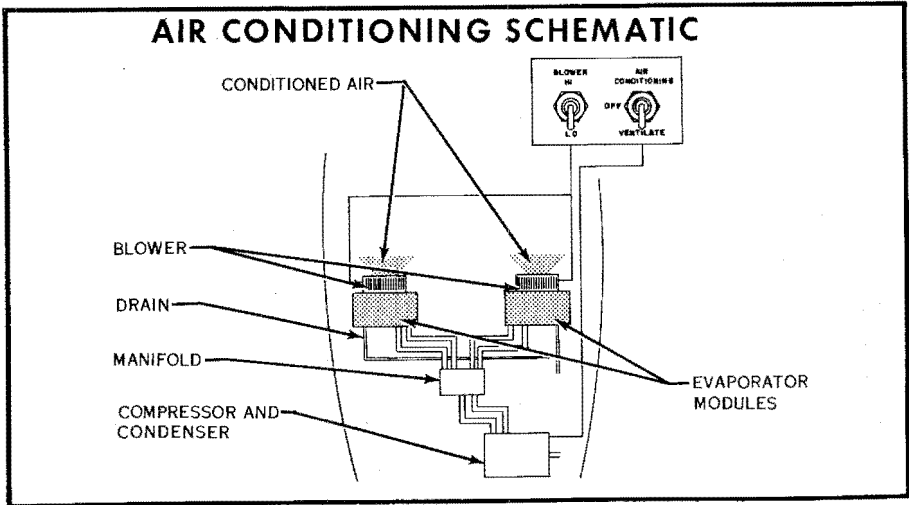 AIR CONDITIONING SCHEMATIC
CONDITIONED AIR
BLOWER
HI
LO
AIR
CONDITIONING
OFF
VENTILATE
BLOWER
DRAIN
MANIFOLD
COMPRESSOR AND
CONDENSER
EVAPORATOR
MODULES